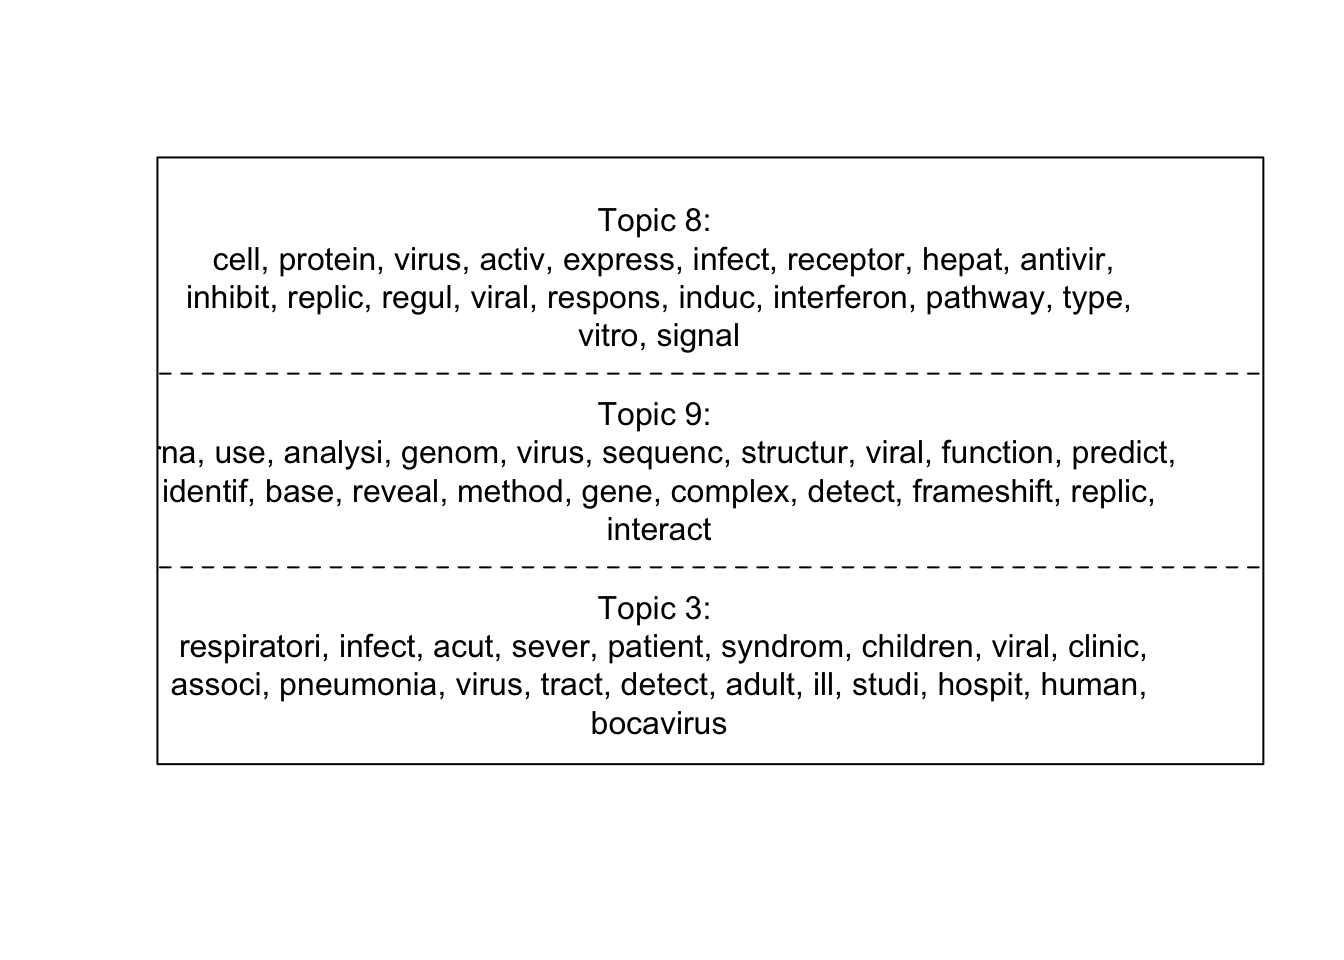 Topic 8:
cell, protein, virus, activ, express, infect, receptor, hepat, antivir,
inhibit, replic, regul, viral, respons, induc, interferon, pathway, type,
vitro, signal
Topic 9:
rna, use, analysi, genom, virus, sequenc, structur, viral, function, predict,
identif, base, reveal, method, gene, complex, detect, frameshift, replic,
interact
Topic 3:
respiratori, infect, acut, sever, patient, syndrom, children, viral, clinic,
associ, pneumonia, virus, tract, detect, adult, ill, studi, hospit, human,
bocavirus